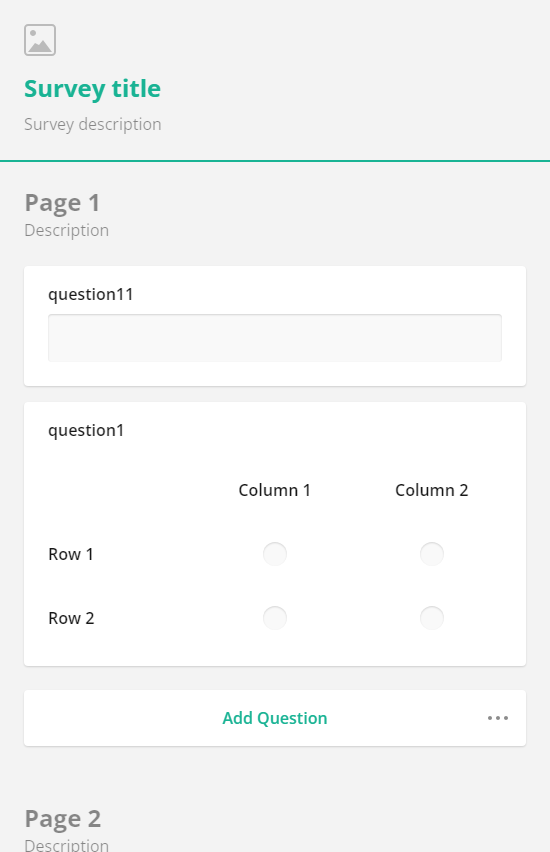 Survey title
Survey description
Page 1
Description
question11
question1
Column 1 Column 2
Row 1
Row 2
Add Question
Page 2
Description